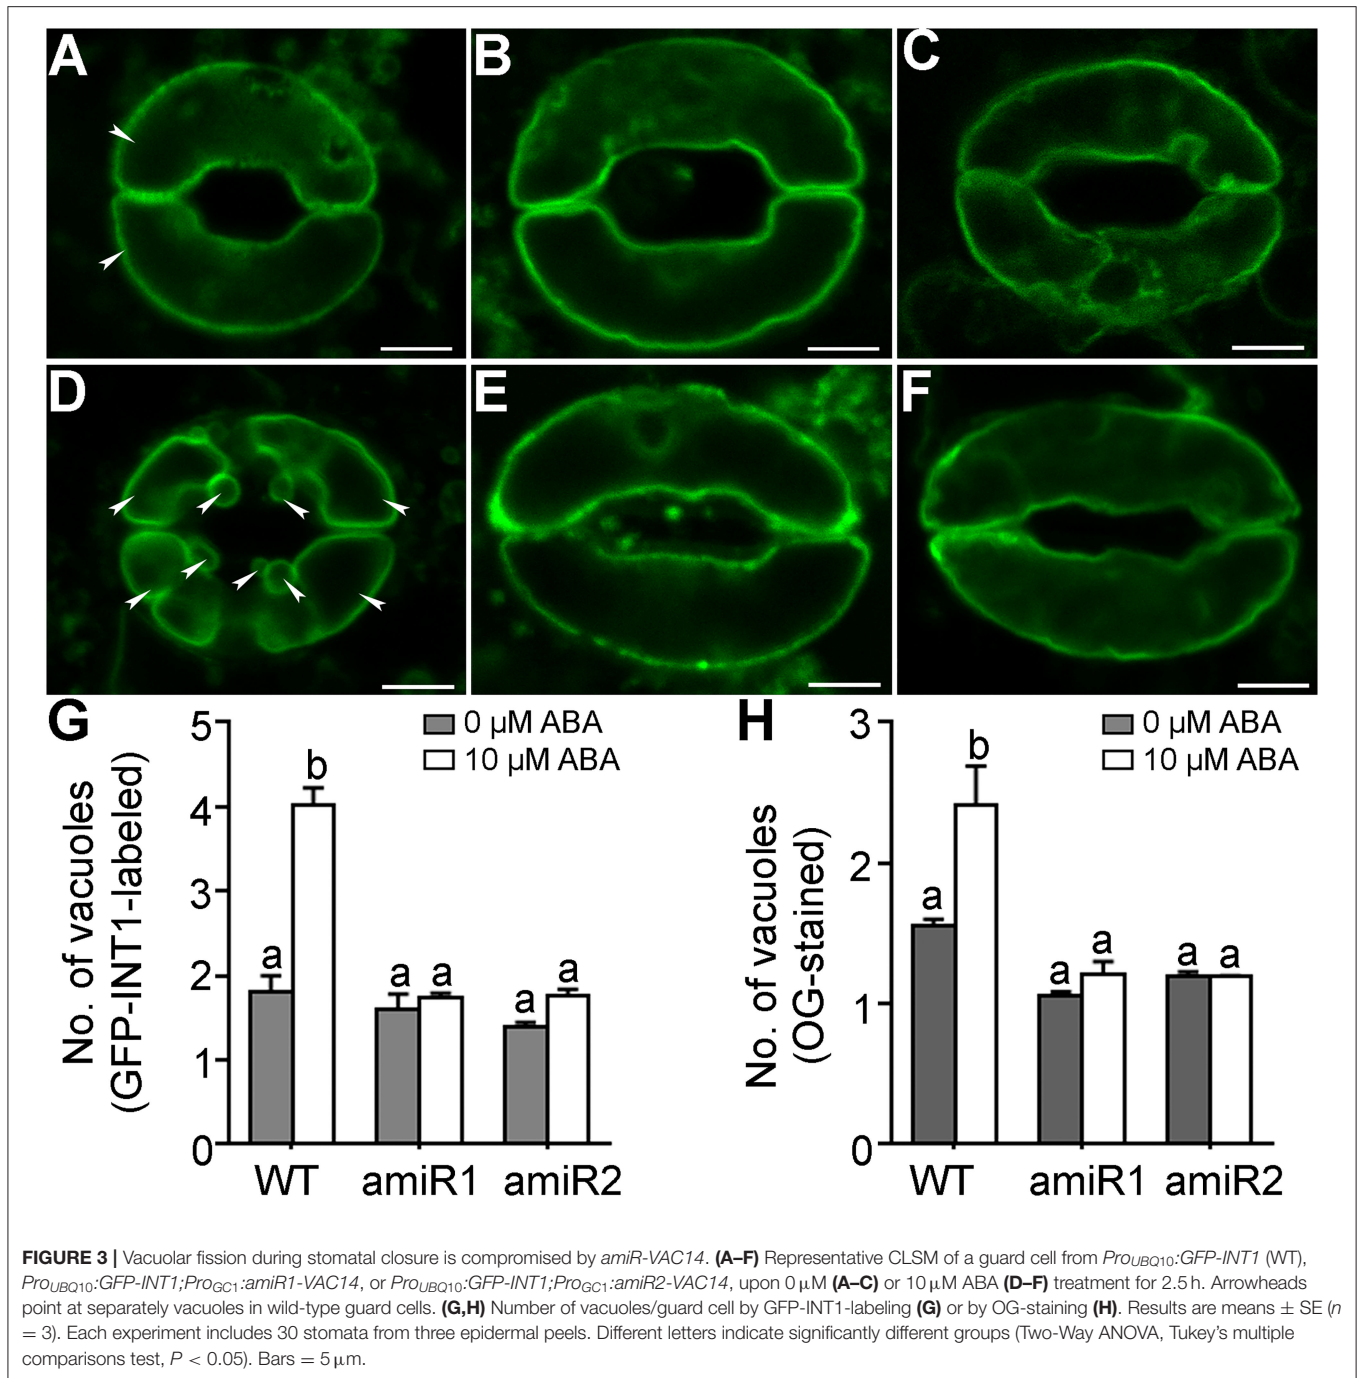 A
B
C
D
E
F
G
0 µM ABA
10 µM ABA
No. of vacuoles
(GFP-INT1-labeled)
5
4
3
2
1
0
a
b
a
a
a
a
WT
amiR1
amiR2
H
0 µM ABA
10 µM ABA
No. of vacuoles
(OG-stained)
3
2
1
0
a
b
a
a
a
a
WT
amiR1
amiR2
FIGURE 3 | Vacuolar fission during stomatal closure is compromised by amiR-VAC14. (A–F) Representative CLSM of a guard cell from ProUBQ10:GFP-INT1 (WT),
ProUBQ10:GFP-INT1;ProGC1:amiR1-VAC14, or ProUBQ10:GFP-INT1;ProGC1:amiR2-VAC14, upon 0 µM (A–C) or 10 µM ABA (D–F) treatment for 2.5 h. Arrowheads
point at separately vacuoles in wild-type guard cells. (G,H) Number of vacuoles/guard cell by GFP-INT1-labeling (G) or by OG-staining (H). Results are means ± SE (n
= 3). Each experiment includes 30 stomata from three epidermal peels. Different letters indicate significantly different groups (Two-Way ANOVA, Tukey's multiple
comparisons test, P < 0.05). Bars = 5 µm.